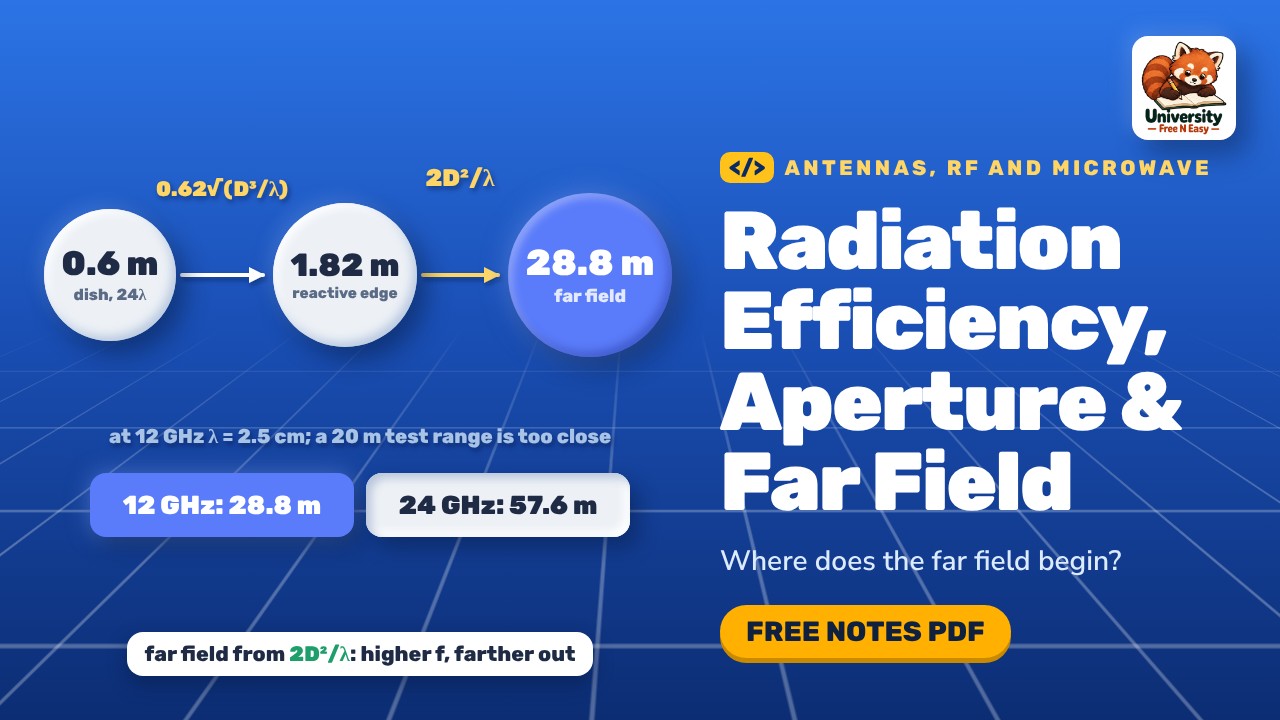 University
Free N Easy
</> ANTENNAS, RF AND MICROWAVE
Radiation
Efficiency,
Aperture &
Far Field
Where does the far field begin?
FREE NOTES PDF
0.62√(D³/λ)
2D²/λ
0.6 m
dish, 24λ
1.82 m
reactive edge
28.8 m
far field
at 12 GHz λ = 2.5 cm; a 20 m test range is too close
12 GHz: 28.8 m
24 GHz: 57.6 m
far field from 2D²/λ: higher f, farther out